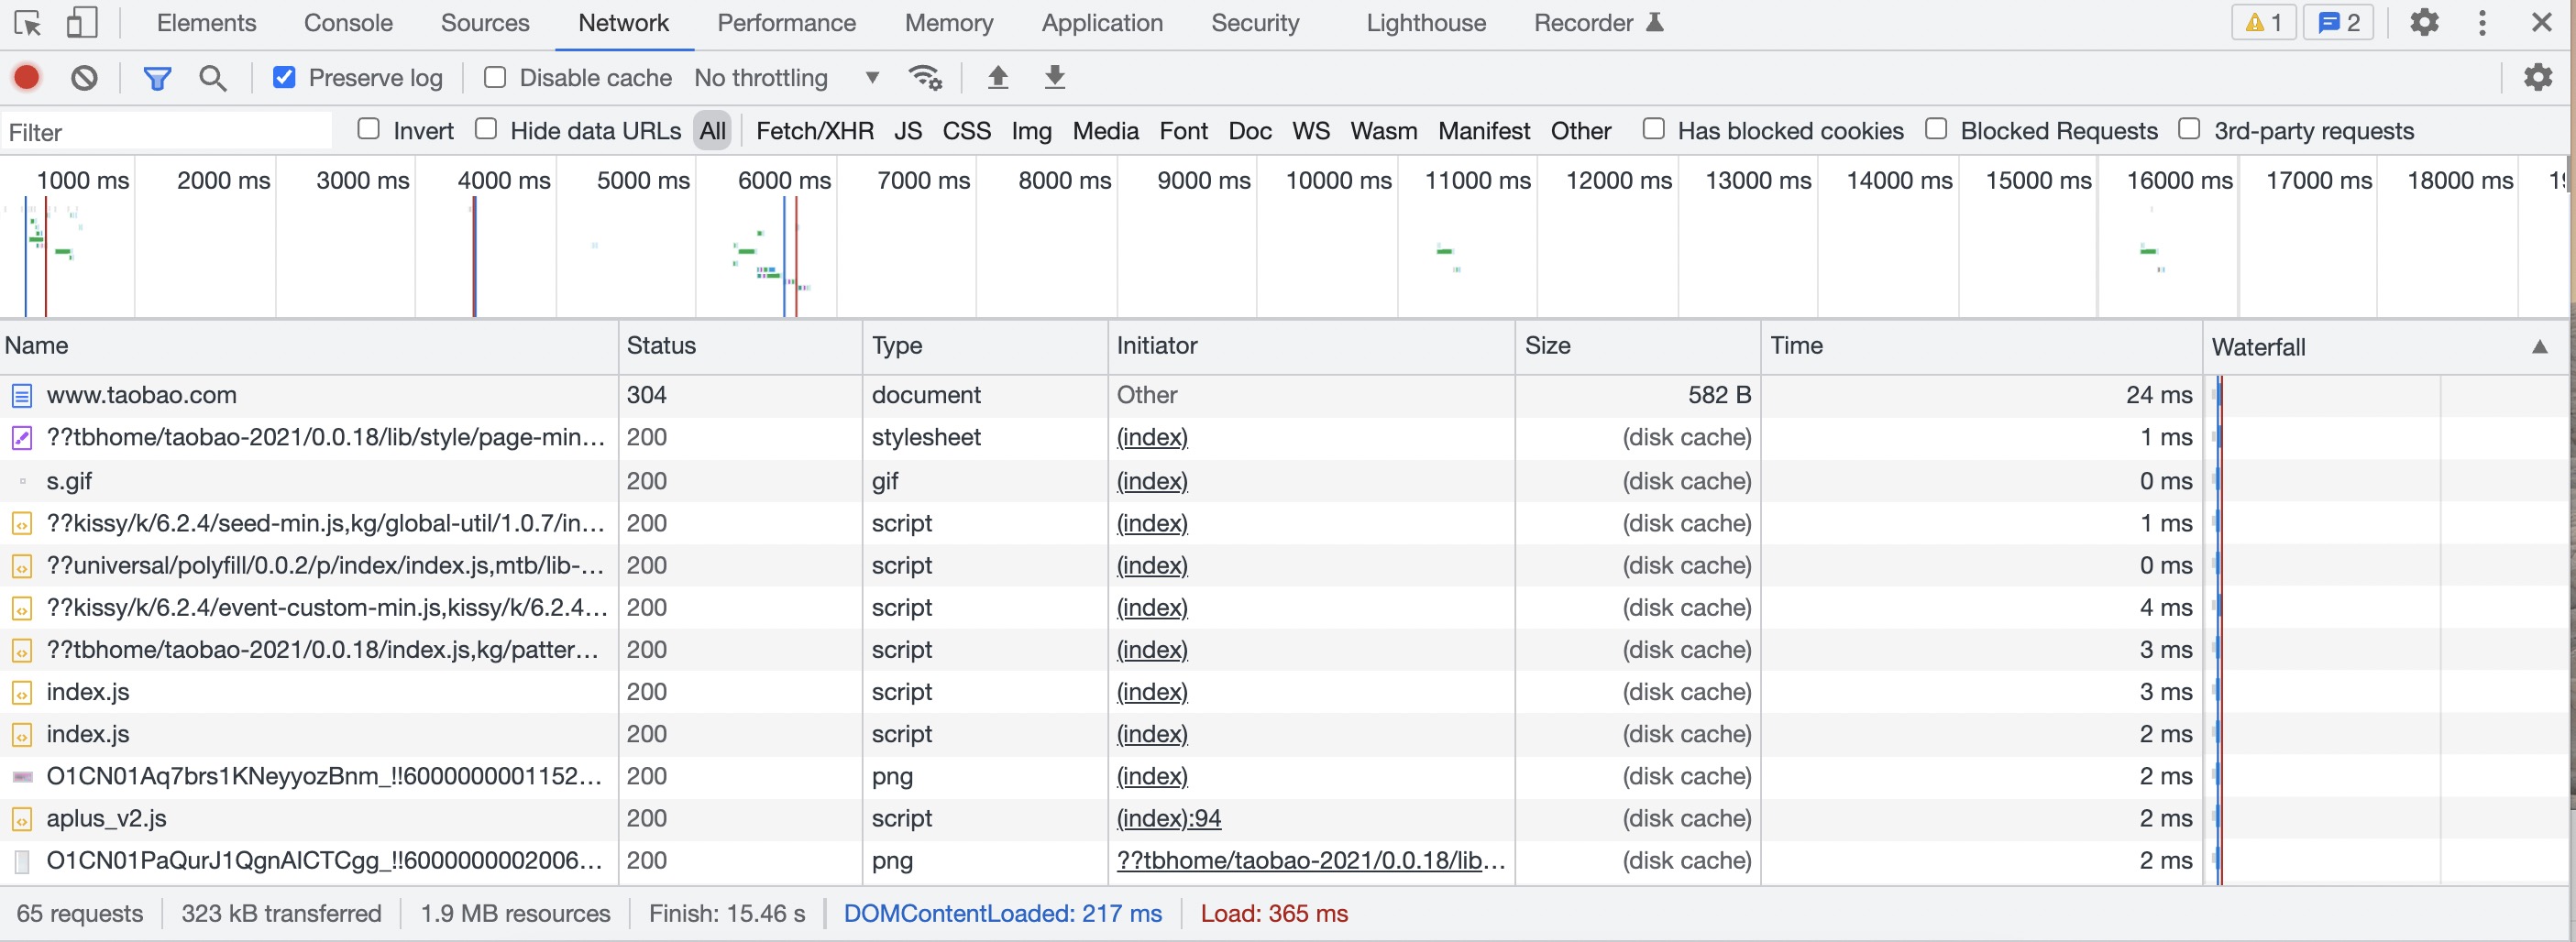 Elements Console Sources Network Performance Memory Application Security Lighthouse Recorder 1 2
Preserve log Disable cache No throttling
Filter Invert Hide data URLs All Fetch/XHR JS CSS Img Media Font Doc WS Wasm Manifest Other Has blocked cookies Blocked Requests 3rd-party requests
1000 ms 2000 ms 3000 ms 4000 ms 5000 ms 6000 ms 7000 ms 8000 ms 9000 ms 10000 ms 11000 ms 12000 ms 13000 ms 14000 ms 15000 ms 16000 ms 17000 ms 18000 ms
Name Status Type Initiator Size Time Waterfall
www.taobao.com 304 document Other 582 B 24 ms
??tbhome/taobao-2021/0.0.18/lib/style/page-min... 200 stylesheet (index) (disk cache) 1 ms
s.gif 200 gif (index) (disk cache) 0 ms
??kissy/k/6.2.4/seed-min.js,kg/global-util/1.0.7/in... 200 script (index) (disk cache) 1 ms
??universal/polyfill/0.0.2/p/index/index.js,mtb/lib-... 200 script (index) (disk cache) 0 ms
??kissy/k/6.2.4/event-custom-min.js,kissy/k/6.2.4... 200 script (index) (disk cache) 4 ms
??tbhome/taobao-2021/0.0.18/index.js,kg/patter... 200 script (index) (disk cache) 3 ms
index.js 200 script (index) (disk cache) 3 ms
index.js 200 script (index) (disk cache) 2 ms
O1CN01Aq7brs1KNeyyozBnm_!!6000000001152... 200 png (index) (disk cache) 2 ms
aplus_v2.js 200 script (index):94 (disk cache) 2 ms
O1CN01PaQurJ1QgnAICTCgg_!!6000000002006... 200 png ??tbhome/taobao-2021/0.0.18/lib... (disk cache) 2 ms
65 requests 323 kB transferred 1.9 MB resources Finish: 15.46 s DOMContentLoaded: 217 ms Load: 365 ms